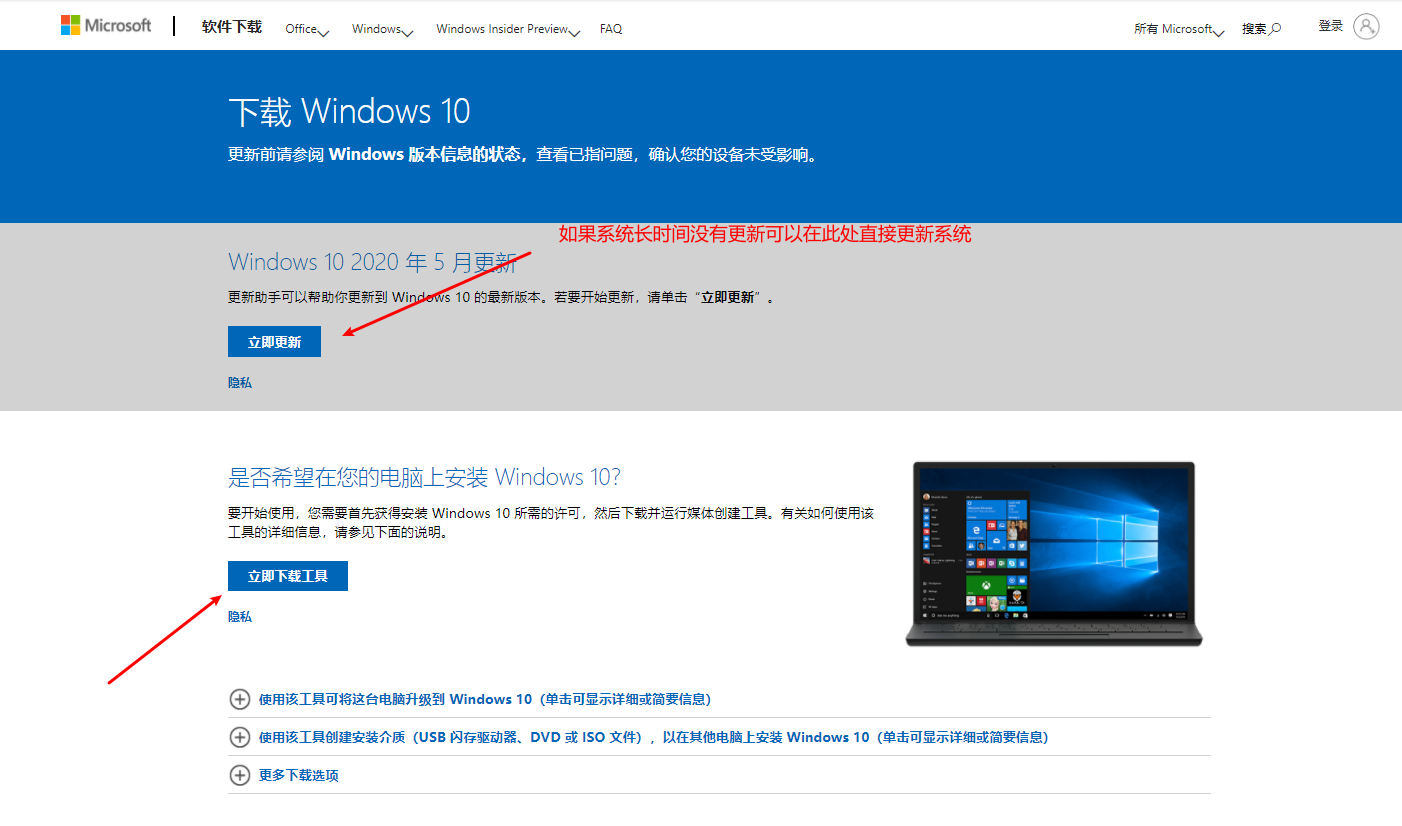 Microsoft
软件下载
Office
Windows
Windows Insider Preview
FAQ
所有 Microsoft
搜索
登录
下载 Windows 10
更新前请参阅 Windows 版本信息的状态，查看已指问题，确认您的设备未受影响。
如果系统长时间没有更新可以在此处直接更新系统
Windows 10 2020 年 5 月更新
更新助手可以帮助你更新到 Windows 10 的最新版本。若要开始更新，请单击“立即更新”。
立即更新
隐私
是否希望在您的电脑上安装 Windows 10?
要开始使用，您需要首先获得安装 Windows 10 所需的许可，然后下载并运行媒体创建工具。有关如何使用该
工具的详细信息，请参见下面的说明。
立即下载工具
隐私
使用该工具可将这台电脑升级到 Windows 10（单击可显示详细或简要信息）
使用该工具创建安装介质（USB 闪存驱动器、DVD 或 ISO 文件），以在其他电脑上安装 Windows 10（单击可显示详细或简要信息）
更多下载选项